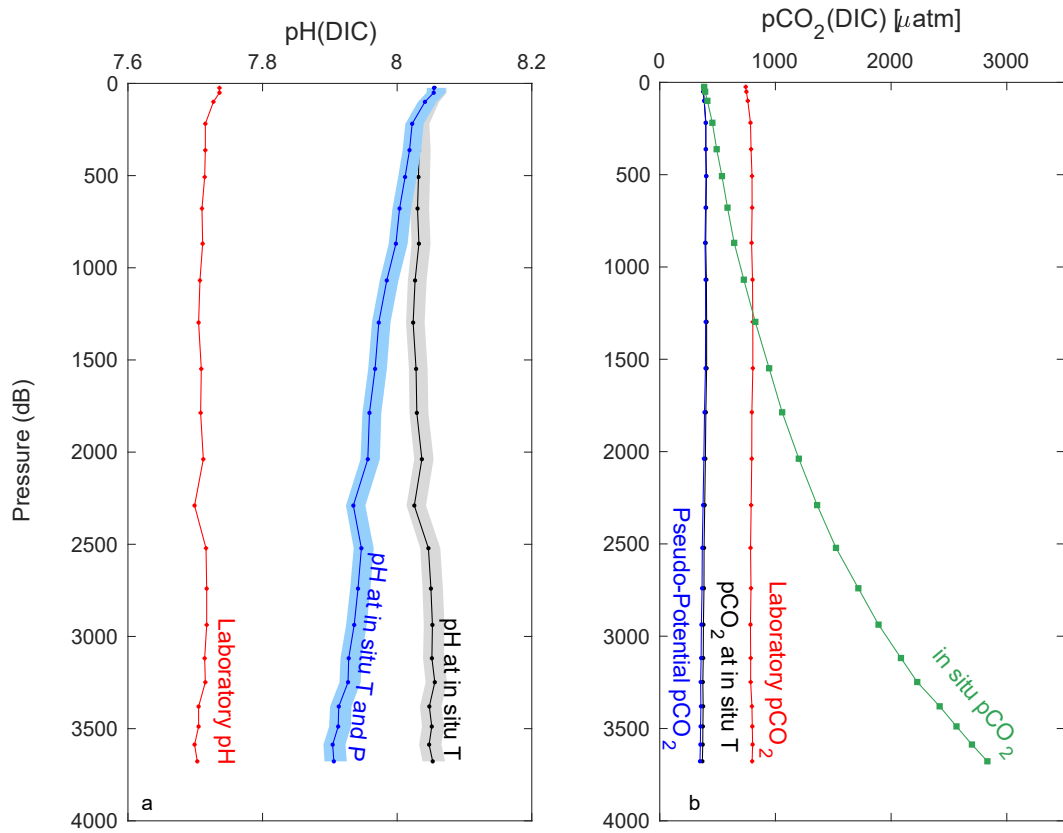 pH(DIC)
7.6 7.8 8 8.2
0
500
1000
1500
2000
2500
3000
3500
4000
Pressure (dB)
Laboratory pH
pH at in situ T and P
pH at in situ T
a
pCO2(DIC) [μatm]
0 1000 2000 3000
0
500
1000
1500
2000
2500
3000
3500
4000
Pseudo-Potential pCO2
pCO2 at in situ T
Laboratory pCO2
in situ pCO2
b